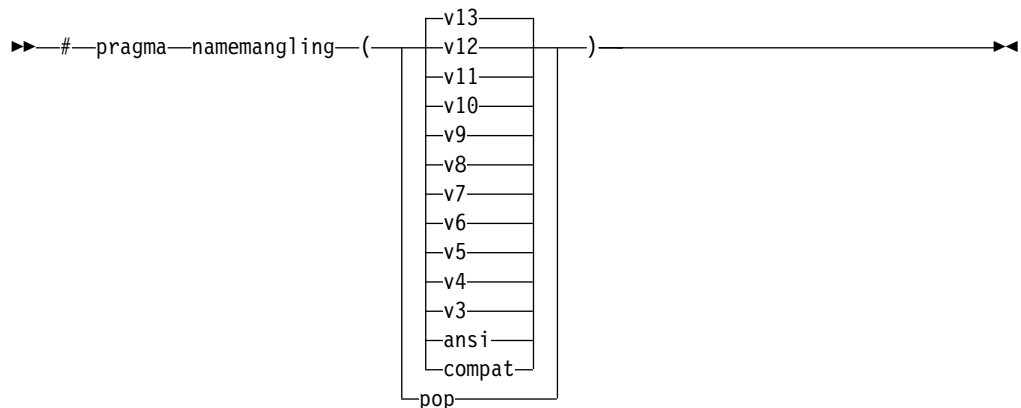 v13
# pragma namemangling ( v12 )
v11
v10
v9
v8
v7
v6
v5
v4
v3
ansi
compat
pop